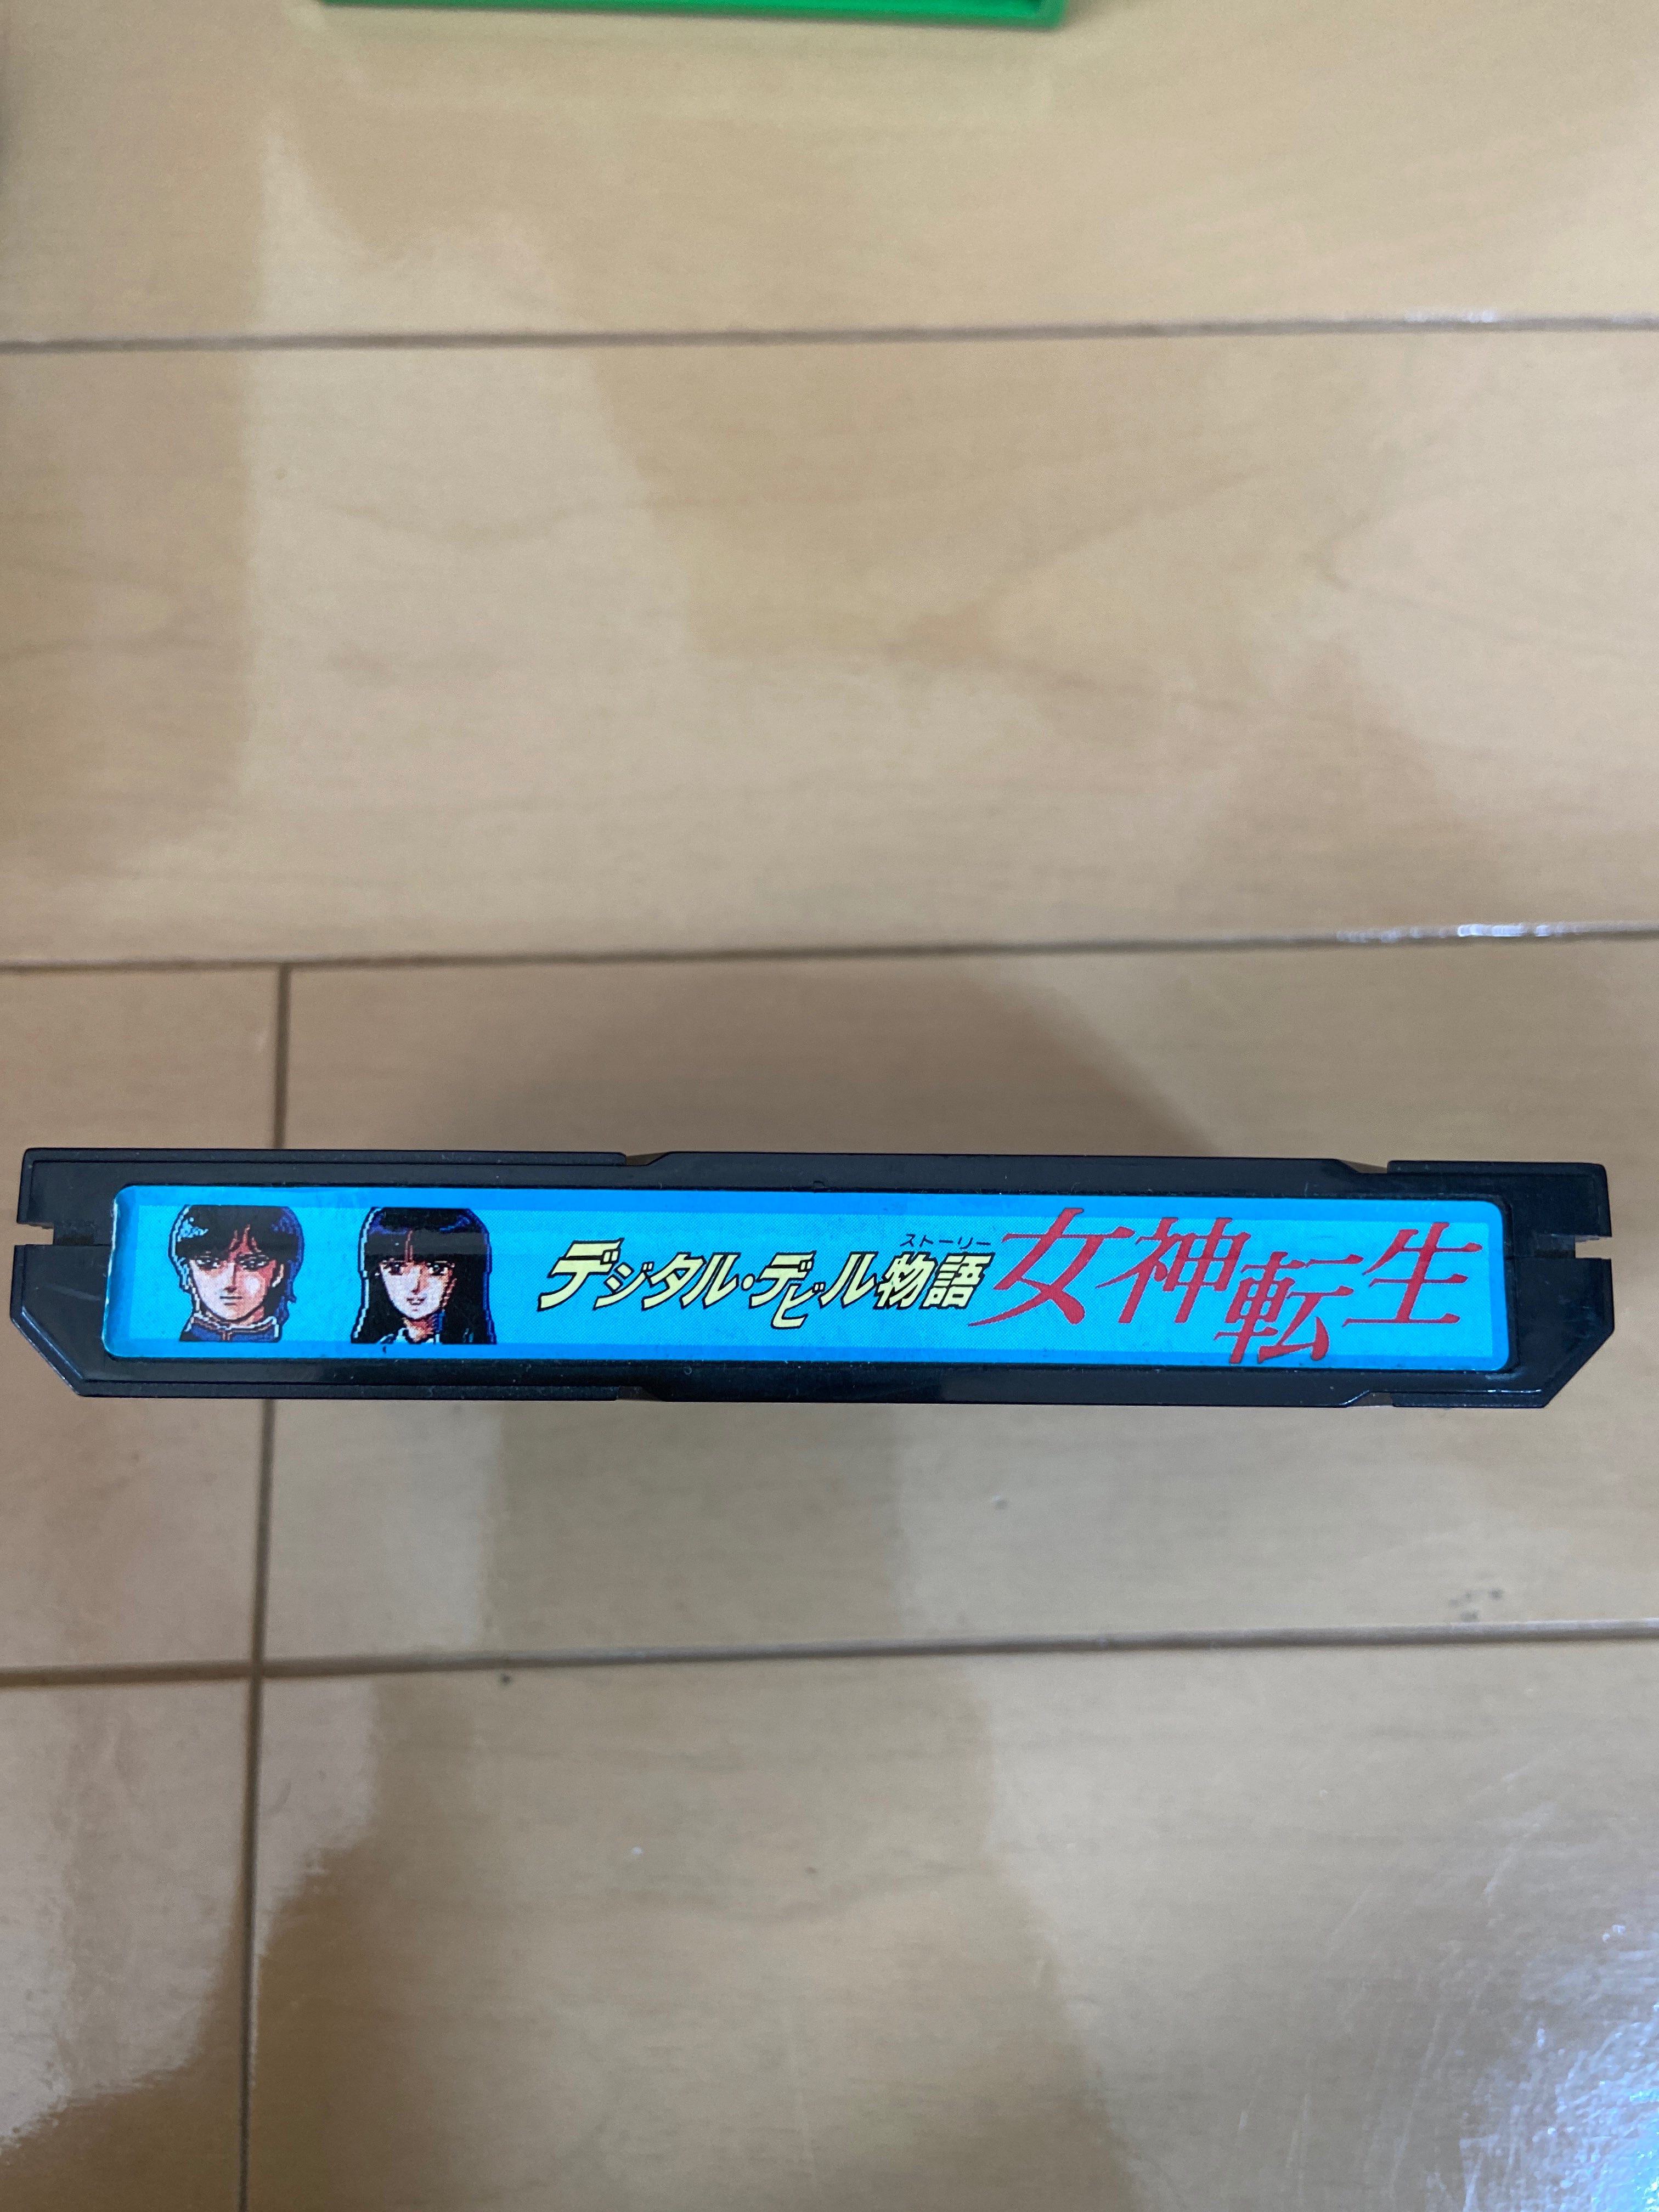 デジタル・デビル物語 女神転生
ストーリー